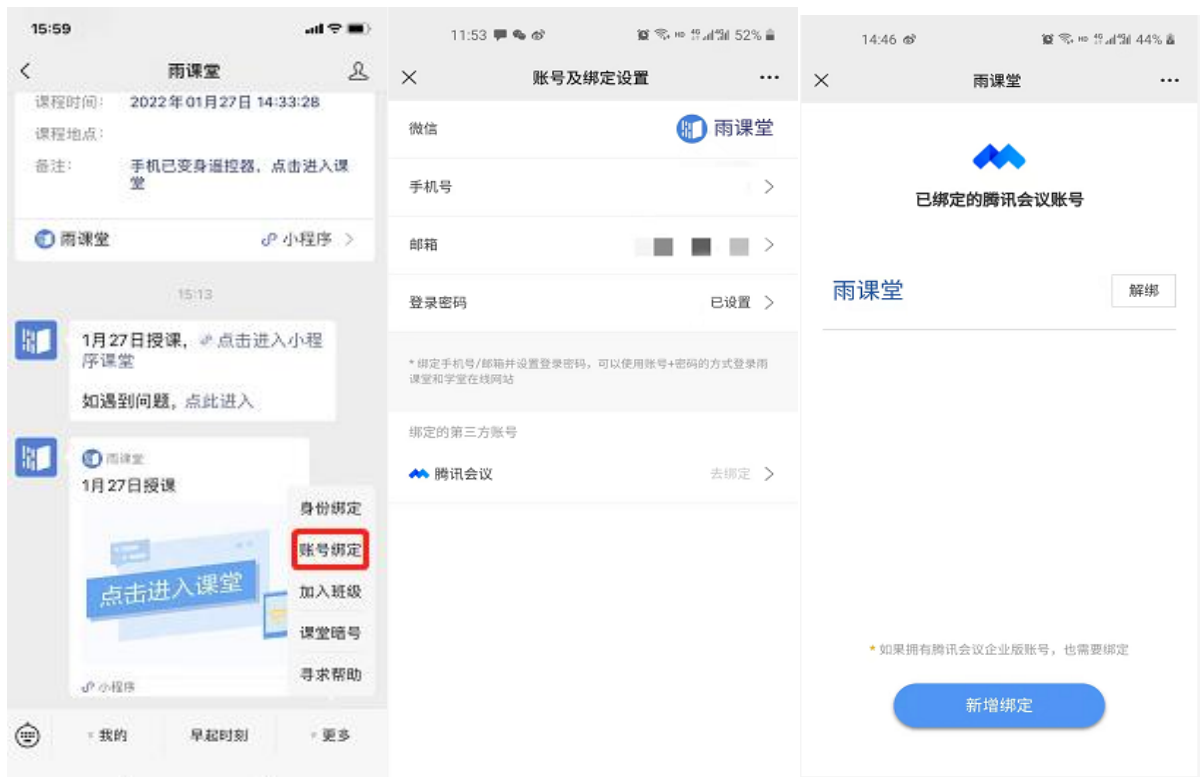 15:59
雨课堂
课程时间： 2022年01月27日 14:33:28
课程地点：
备注： 手机已变身遥控器，点击进入课
堂
雨课堂 小程序
15:13
1月27日授课，点击进入小程
序课堂
如遇到问题，点此进入
雨课堂
1月27日授课
点击进入课堂
小程序
身份绑定
账号绑定
加入班级
课堂暗号
寻求帮助
我的 早起时刻 更多
11:53 52%
账号及绑定设置
微信 雨课堂
手机号
邮箱
登录密码 已设置
*绑定手机号/邮箱并设置登录密码，可以使用账号+密码的方式登录雨
课堂和学堂在线网站
绑定的第三方账号
腾讯会议 去绑定
14:46 HD 44%
雨课堂
已绑定的腾讯会议账号
雨课堂 解绑
*如果拥有腾讯会议企业版账号，也需要绑定
新增绑定